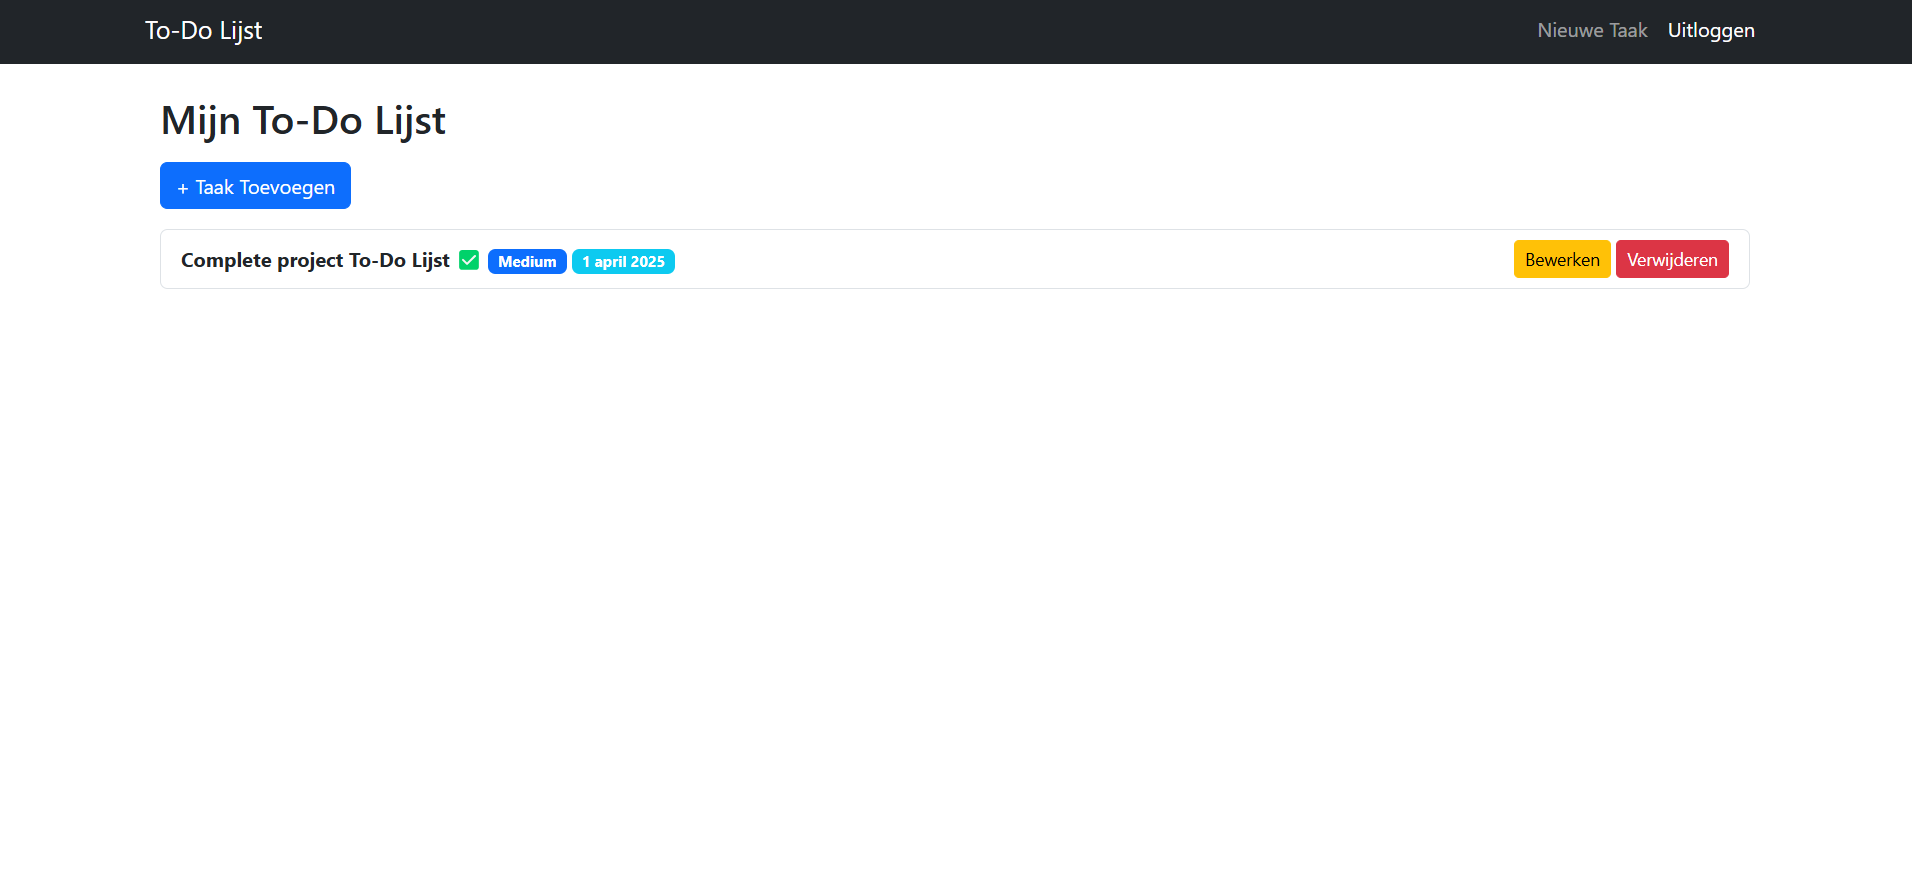 To-Do Lijst Nieuwe Taak Uitloggen
Mijn To-Do Lijst
+ Taak Toevoegen
Complete project To-Do Lijst ✅ Medium 1 april 2025 Bewerken Verwijderen